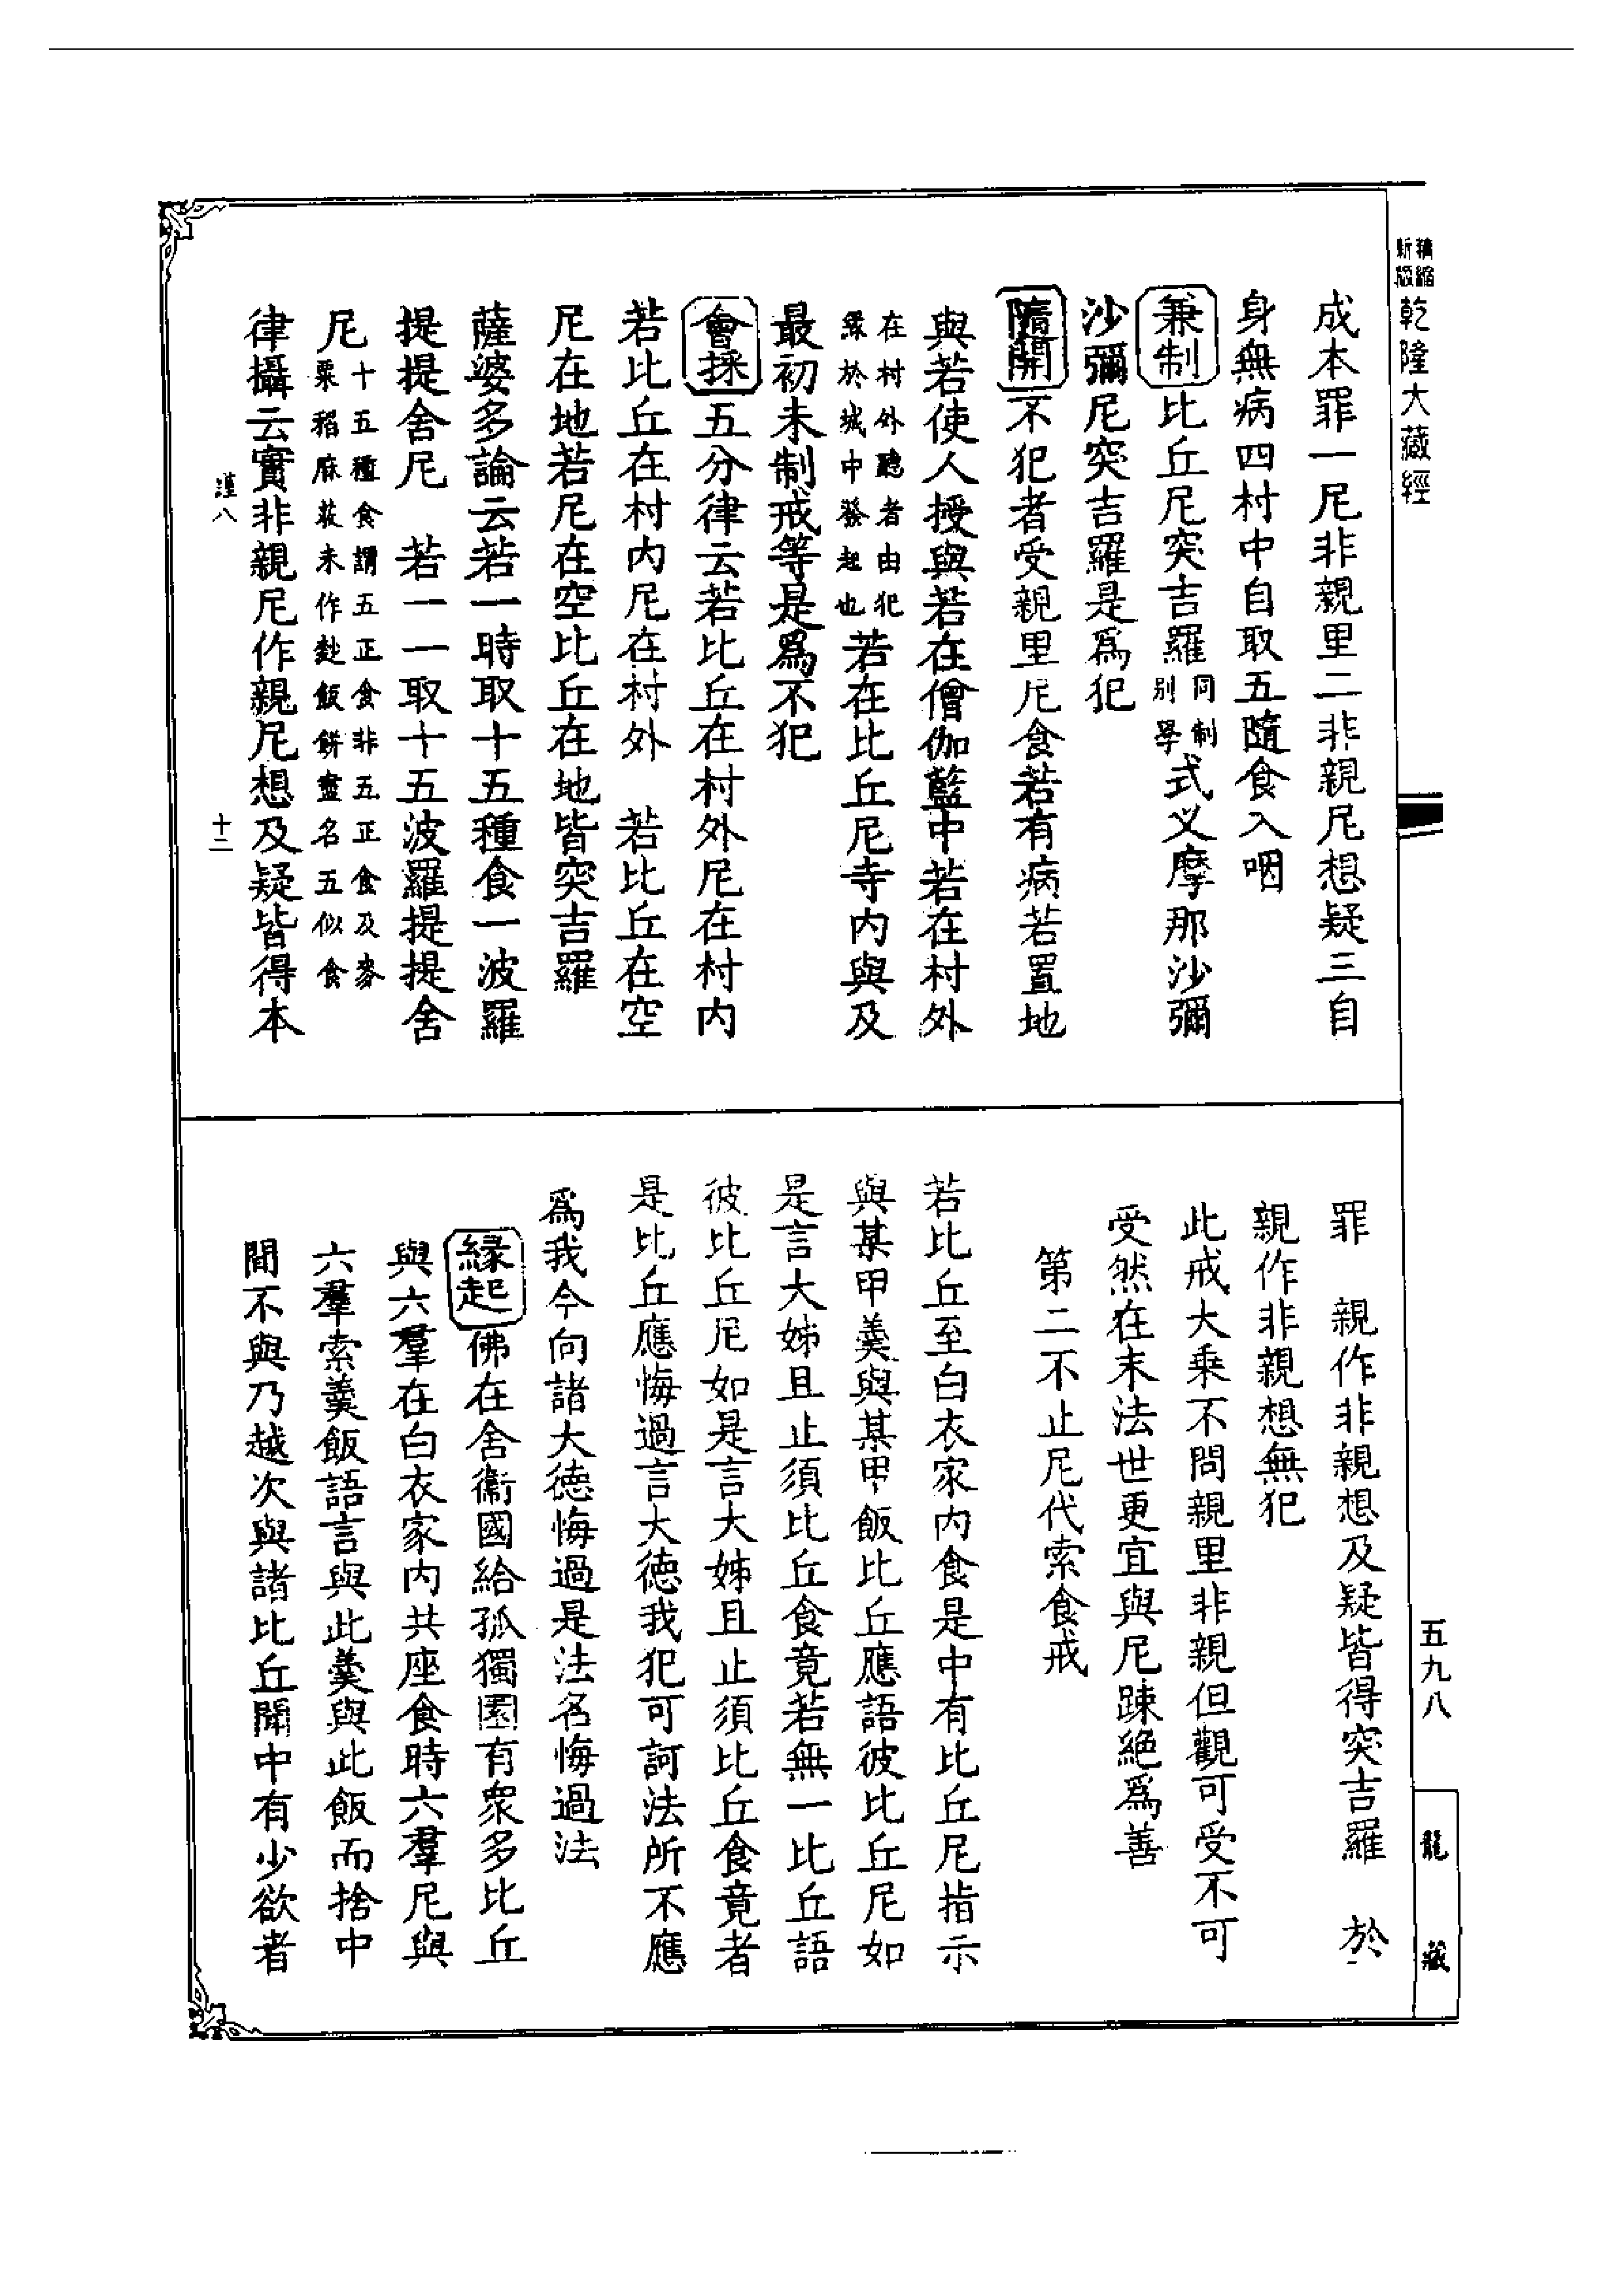 精縮
新版
乾隆大藏經
成本罪一尼非親里二非親尼想疑三自
身無病四村中自取五隨食入咽
兼制比丘尼突吉羅同制別學式叉摩那沙彌
沙彌尼突吉羅是爲犯
隨開不犯者受親里尼食若有病若置地
與若使人授與若在僧伽藍中若在村外
在村外聽者由犯緣於城中發起也若在比丘尼寺內與及
最初未制戒等是爲不犯
會採五分律云若比丘在村外尼在村內
若比丘在村內尼在村外　若比丘在空
尼在地若尼在空比丘在地皆突吉羅
薩婆多論云若一時取十五種食一波羅
提提舍尼　若一一取十五波羅提提舍
尼十五種食謂五正食非五正食及麥粟稻麻莜未作麨飯餅盡名五似食
律攝云實非親尼作親尼想及疑皆得本
謹八
十二
罪　親作非親想及疑皆得突吉羅　於
親作非親想無犯
此戒大乘不問親里非親但觀可受不可
受然在末法世更宜與尼踈絕爲善
第二不止尼代索食戒
若比丘至白衣家內食是中有比丘尼指示
與某甲羹與某甲飯比丘應語彼比丘尼如
是言大姊且止須比丘食竟若無一比丘語
彼比丘尼如是言大姊且止須比丘食竟者
是比丘應悔過言大德我犯可訶法所不應
爲我今向諸大德悔過是法名悔過法
緣起佛在舍衞國給孤獨園有衆多比丘
與六羣在白衣家內共座食時六羣尼與
六羣索羹飯語言與此羹與此飯而捨中
間不與乃越次與諸比丘聞中有少欲者
五九八
龍藏